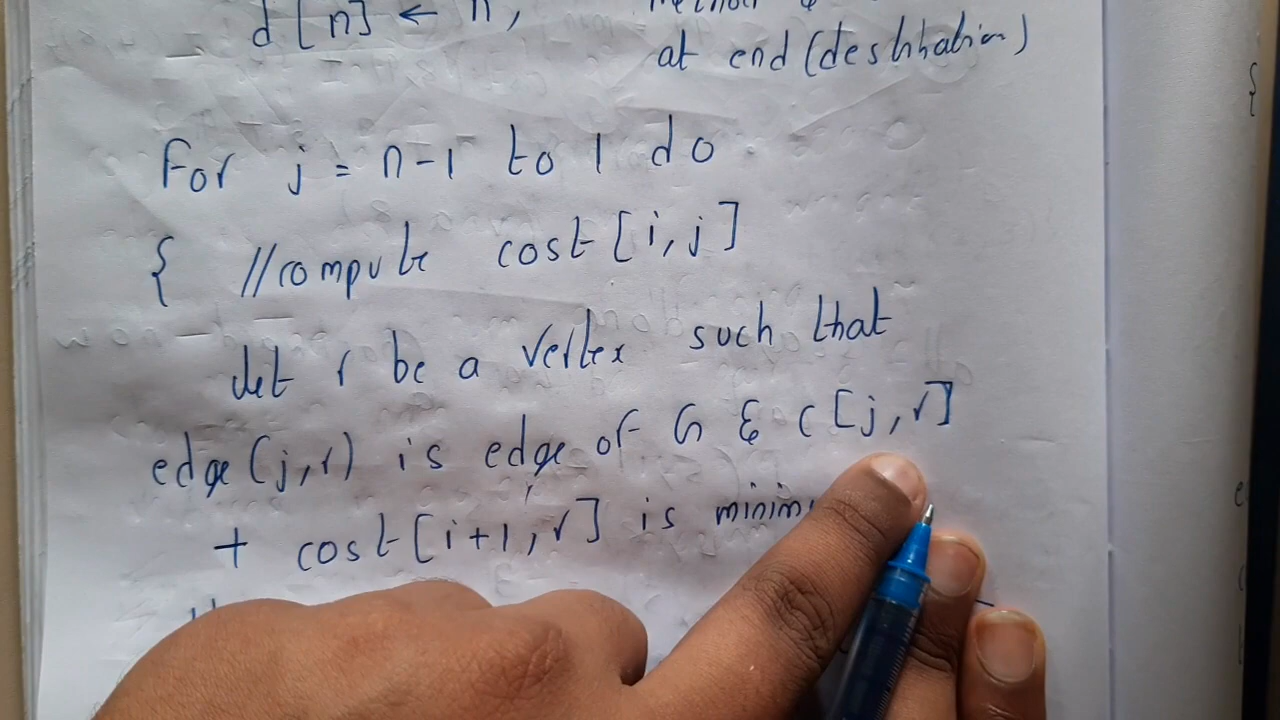 d[n] ← n,
at end (destination)
For j = n-1 to 1 do
{ //compute cost[i,j]
let r be a vertex such that
edge(j,r) is edge of G & c[j,r]
+ cost[i+1,r] is